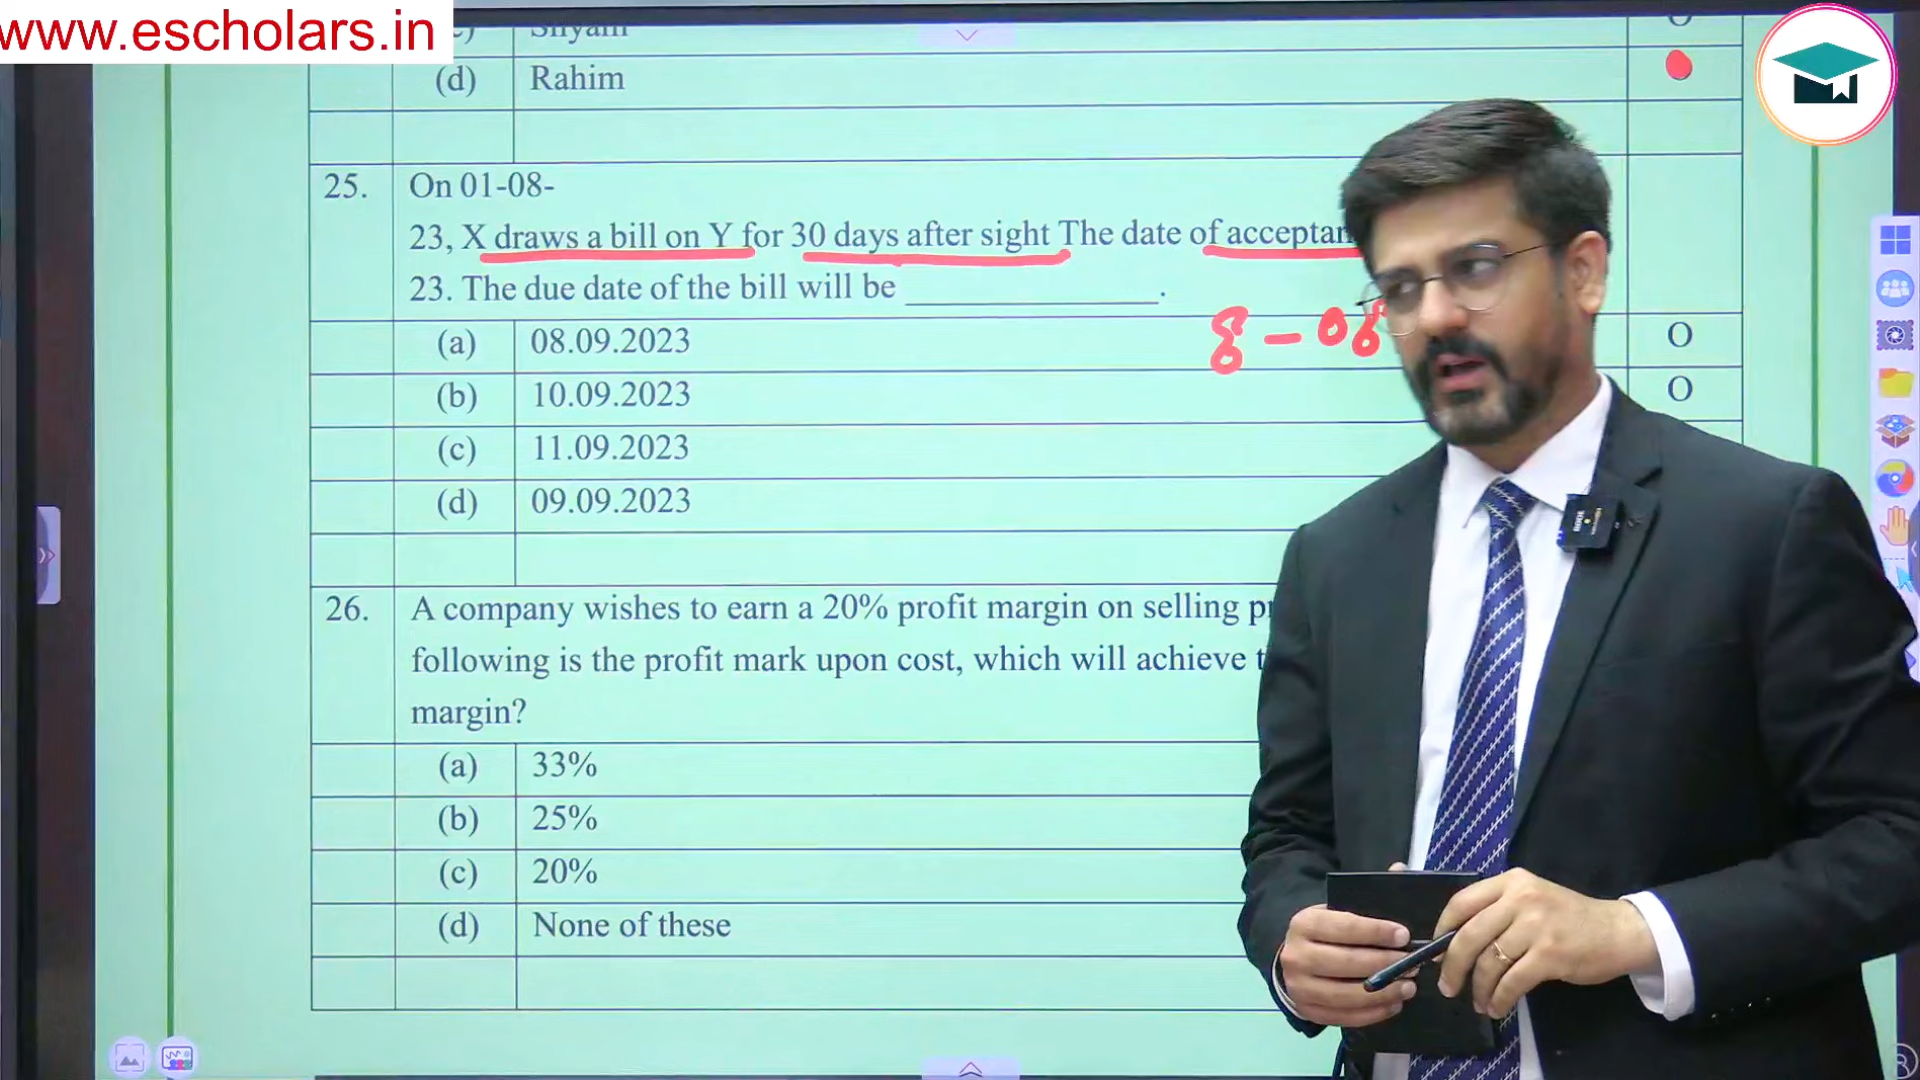 www.escholars.in
Shyam
(d) Rahim
25. On 01-08-
23, X draws a bill on Y for 30 days after sight The date of acceptan
23. The due date of the bill will be ______________.
8-08
(a) 08.09.2023 O
(b) 10.09.2023 O
(c) 11.09.2023
(d) 09.09.2023
26. A company wishes to earn a 20% profit margin on selling p
following is the profit mark upon cost, which will achieve t
margin?
(a) 33%
(b) 25%
(c) 20%
(d) None of these